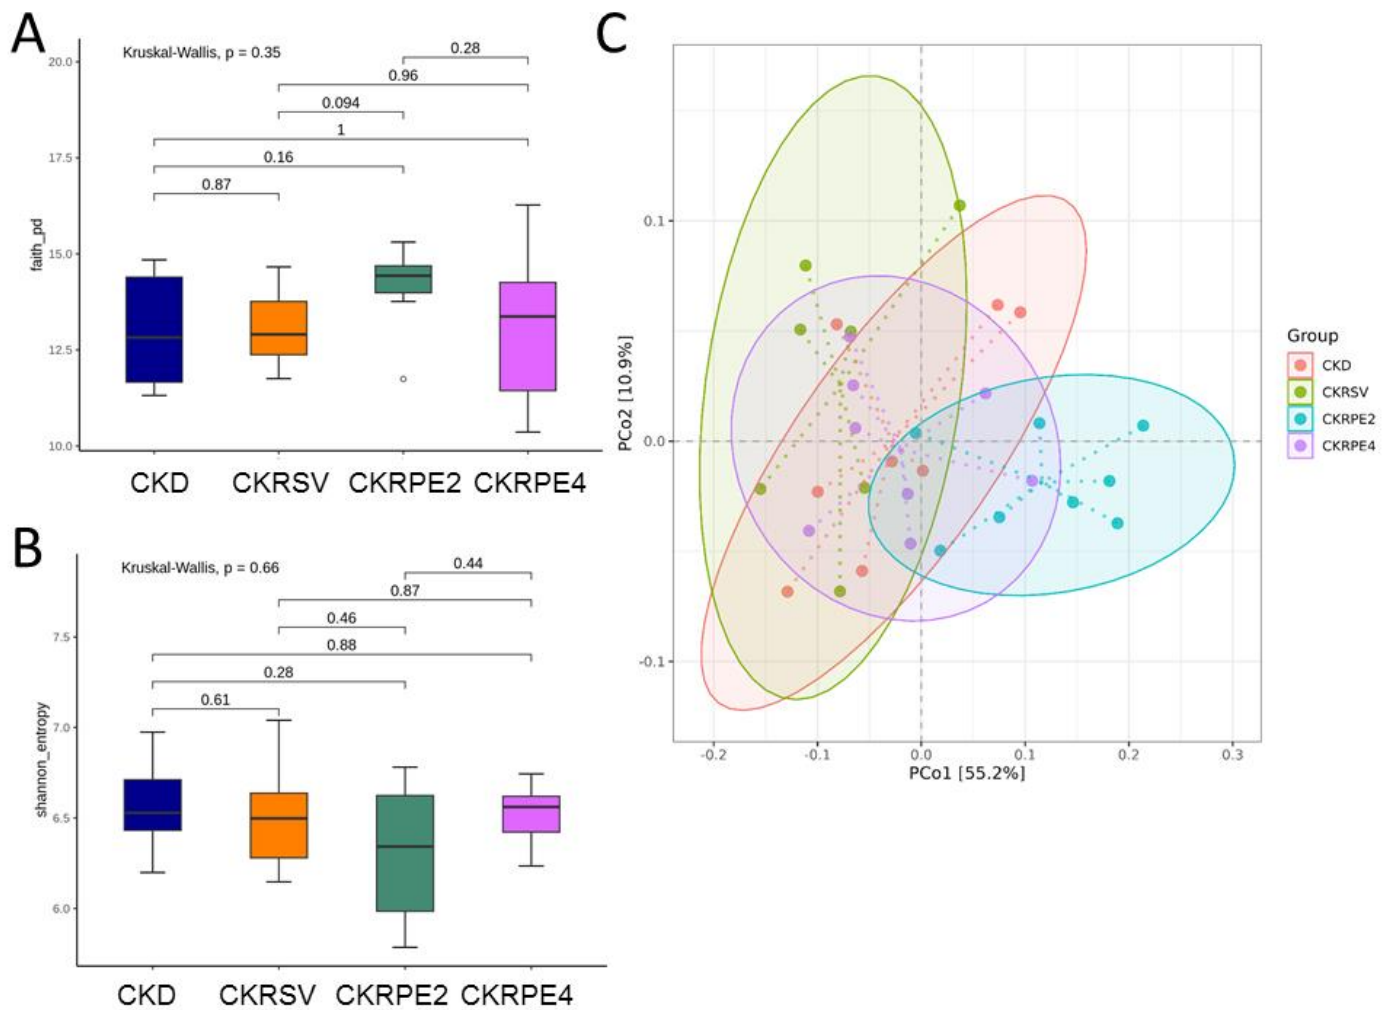 A
Kruskal-Wallis, p = 0.35
0.28
0.96
0.094
1
0.16
0.87
faith_pd
20.0
17.5
15.0
12.5
10.0
CKD CKRSV CKRPE2 CKRPE4
B
Kruskal-Wallis, p = 0.66
0.44
0.87
0.46
0.88
0.28
0.61
shannon_entropy
7.5
7.0
6.5
6.0
CKD CKRSV CKRPE2 CKRPE4
C
PCo2 [10.9%]
0.1
0.0
-0.1
-0.2 -0.1 0.0 0.1 0.2 0.3
PCo1 [55.2%]
Group
CKD
CKRSV
CKRPE2
CKRPE4